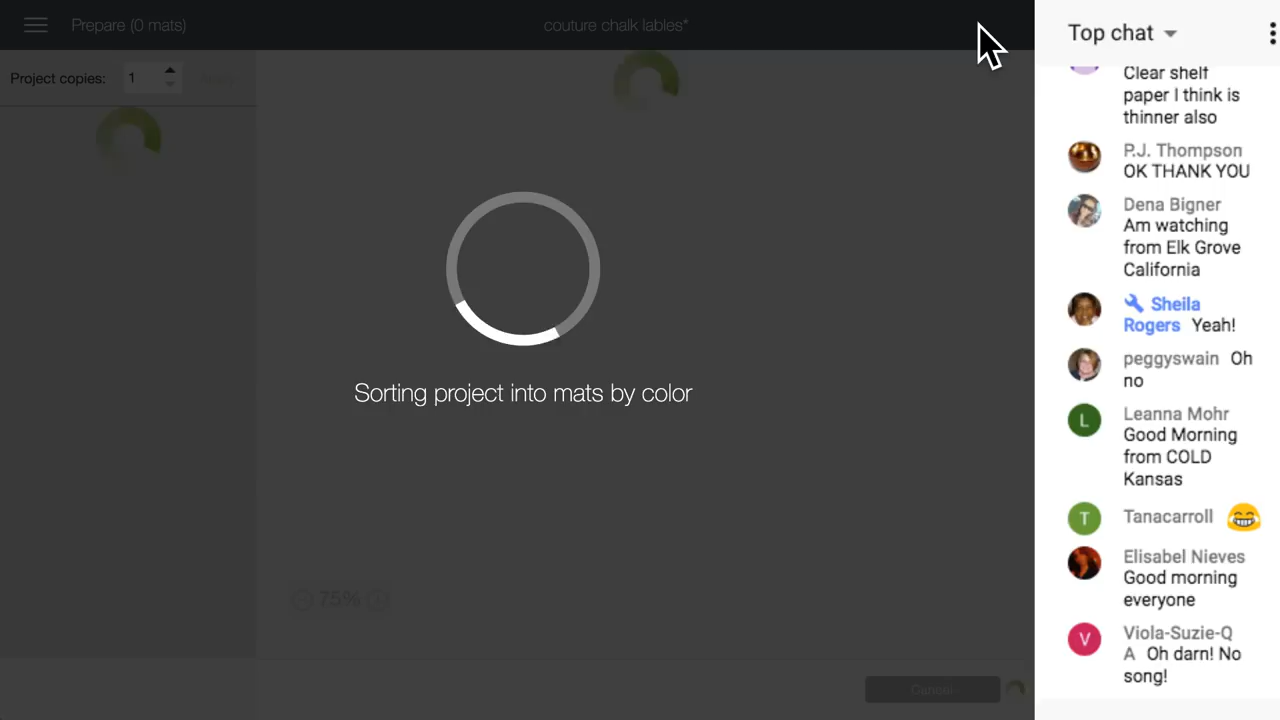 Prepare (0 mats)
couture chalk lables*
Project copies: 1
Sorting project into mats by color
75%
Cancel
Top chat
Clear shelf
paper I think is
thinner also
P.J. Thompson
OK THANK YOU
Dena Bigner
Am watching
from Elk Grove
California
Sheila
Rogers Yeah!
peggyswain Oh
no
L
Leanna Mohr
Good Morning
from COLD
Kansas
T
Tanacarroll
Elisabel Nieves
Good morning
everyone
V
Viola-Suzie-Q
A Oh darn! No
song!